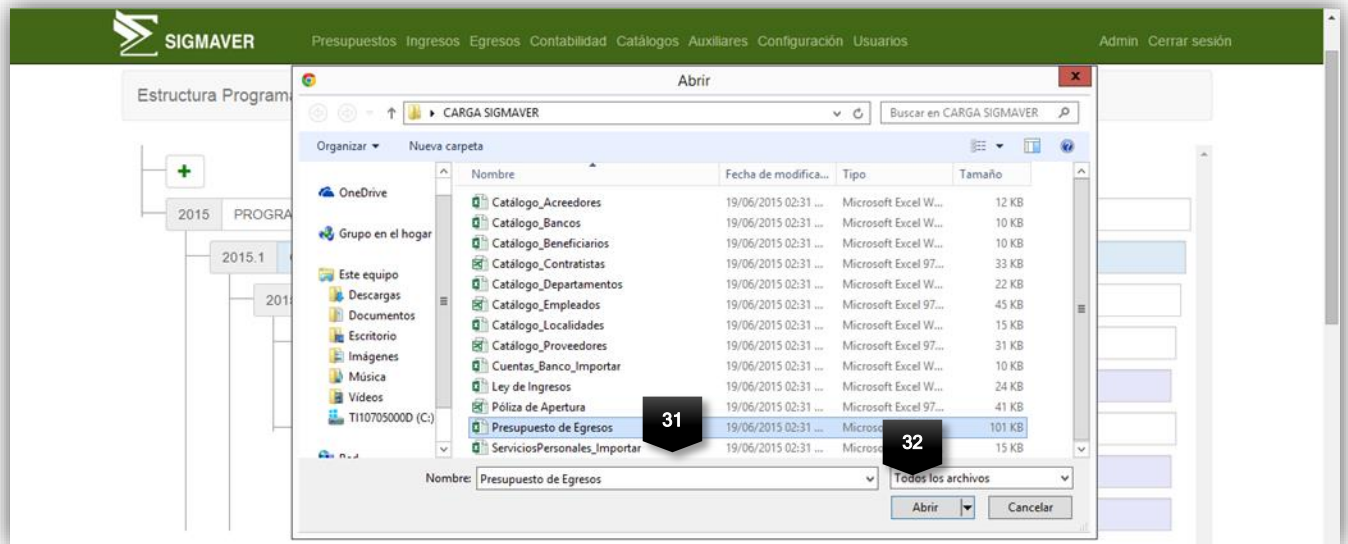 SIGMAVER Presupuestos Ingresos Egresos Contabilidad Catálogos Auxiliares Configuración Usuarios Admin Cerrar sesión
Abrir x
Estructura
CARGA SIGMAVER Buscar en CARGA SIGMAVER
Organizar Nueva carpeta
Nombre Fecha de modifica... Tipo Tamaño
+
OneDrive
Grupo en el hogar
Este equipo
Descargas
Documentos
Escritorio
Imágenes
Música
Vídeos
TI10705000D (C:)
2015
2015.1
Catálogo_Acreedores 19/06/2015 02:31 ... Microsoft Excel W... 12 KB
Catálogo_Bancos 19/06/2015 02:31 ... Microsoft Excel W... 10 KB
Catálogo_Beneficiarios 19/06/2015 02:31 ... Microsoft Excel W... 10 KB
Catálogo_Contratistas 19/06/2015 02:31 ... Microsoft Excel 97... 33 KB
Catálogo_Departamentos 19/06/2015 02:31 ... Microsoft Excel W... 22 KB
Catálogo_Empleados 19/06/2015 02:31 ... Microsoft Excel 97... 45 KB
Catálogo_Localidades 19/06/2015 02:31 ... Microsoft Excel W... 15 KB
Catálogo_Proveedores 19/06/2015 02:31 ... Microsoft Excel 97... 31 KB
Cuentas_Banco_Importar 19/06/2015 02:31 ... Microsoft Excel W... 10 KB
Ley de Ingresos 19/06/2015 02:31 ... Microsoft Excel W... 24 KB
Póliza de Apertura 19/06/2015 02:31 ... Microsoft Excel 97... 41 KB
Presupuesto de Egresos 31 19/06/2015 02:31 ... 101 KB
ServiciosPersonales_Importar 19/06/2015 02:31 ... 32 15 KB
Nombre: Presupuesto de Egresos Todos los archivos
Abrir Cancelar